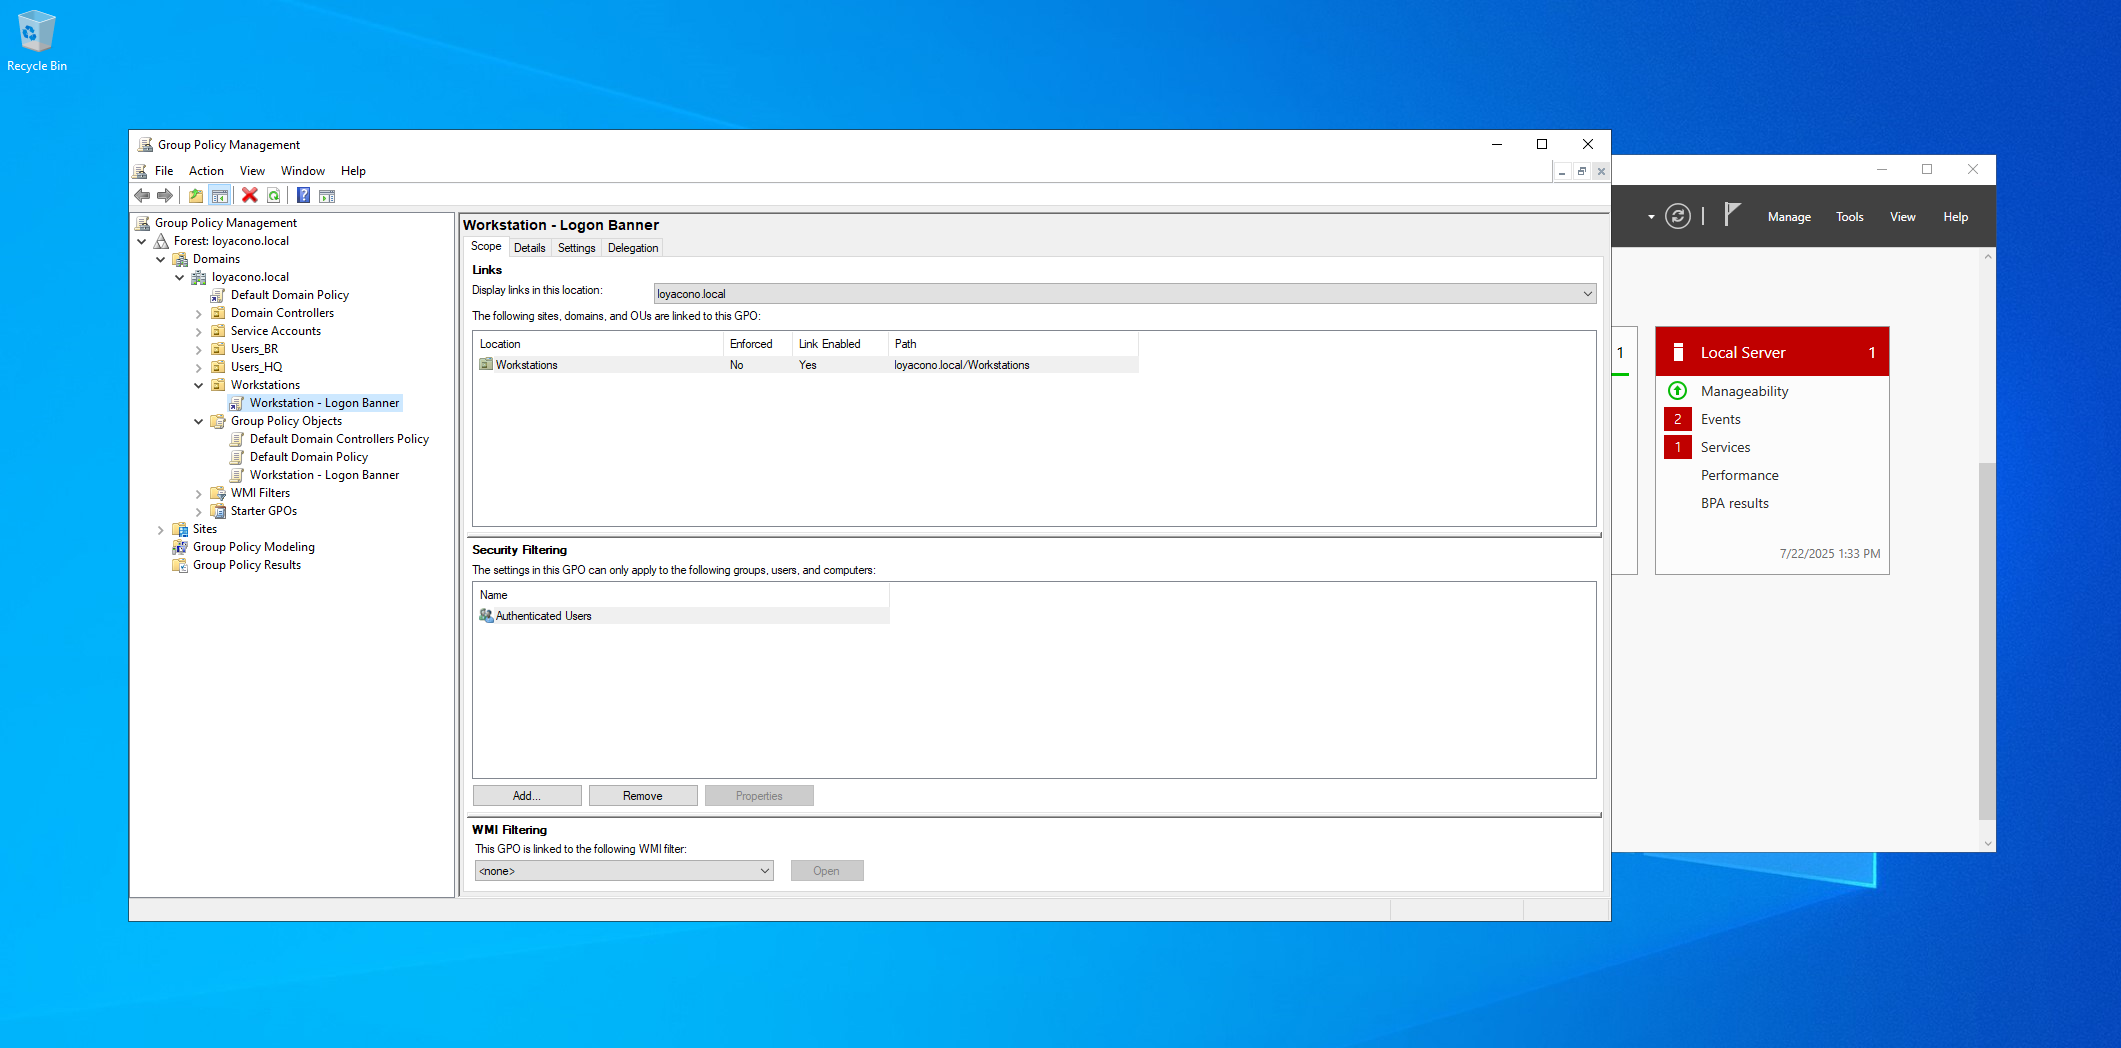 Recycle Bin
Group Policy Management
File Action View Window Help
Group Policy Management
Forest: loyacono.local
Domains
loyacono.local
Default Domain Policy
Domain Controllers
Service Accounts
Users_BR
Users_HQ
Workstations
Workstation - Logon Banner
Group Policy Objects
Default Domain Controllers Policy
Default Domain Policy
Workstation - Logon Banner
WMI Filters
Starter GPOs
Sites
Group Policy Modeling
Group Policy Results
Workstation - Logon Banner
Scope Details Settings Delegation
Links
Display links in this location: loyacono.local
The following sites, domains, and OUs are linked to this GPO:
Location Enforced Link Enabled Path
Workstations No Yes loyacono.local/Workstations
Security Filtering
The settings in this GPO can only apply to the following groups, users, and computers:
Name
Authenticated Users
Add... Remove Properties
WMI Filtering
This GPO is linked to the following WMI filter:
<none> Open
Manage Tools View Help
1
Local Server 1
Manageability
2 Events
1 Services
Performance
BPA results
7/22/2025 1:33 PM